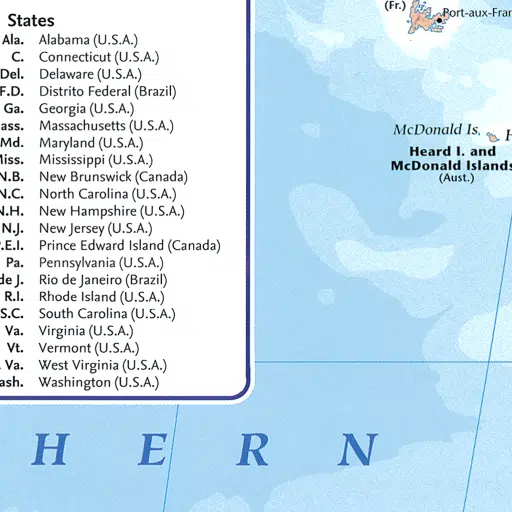 States
Ala. Alabama (U.S.A.)
C. Connecticut (U.S.A.)
Del. Delaware (U.S.A.)
F.D. Distrito Federal (Brazil)
Ga. Georgia (U.S.A.)
ass. Massachusetts (U.S.A.)
Md. Maryland (U.S.A.)
Miss. Mississippi (U.S.A.)
N.B. New Brunswick (Canada)
N.C. North Carolina (U.S.A.)
N.H. New Hampshire (U.S.A.)
N.J. New Jersey (U.S.A.)
P.E.I. Prince Edward Island (Canada)
Pa. Pennsylvania (U.S.A.)
de J. Rio de Janeiro (Brazil)
R.I. Rhode Island (U.S.A.)
S.C. South Carolina (U.S.A.)
Va. Virginia (U.S.A.)
Vt. Vermont (U.S.A.)
. Va. West Virginia (U.S.A.)
ash. Washington (U.S.A.)
(Fr.)
Port-aux-Fran
McDonald Is. H
Heard I. and
McDonald Islands
(Aust.)
H E R N